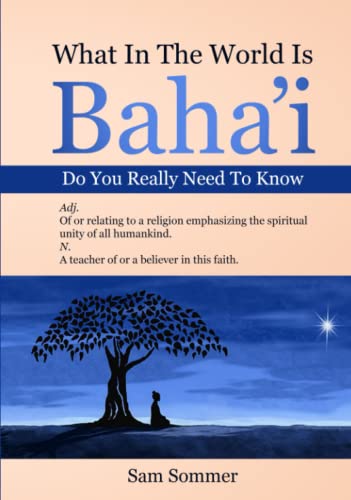 What In The World Is
Baha'i
Do You Really Need To Know
Adj.
Of or relating to a religion emphasizing the spiritual
unity of all humankind.
N.
A teacher of or a believer in this faith.
Sam Sommer